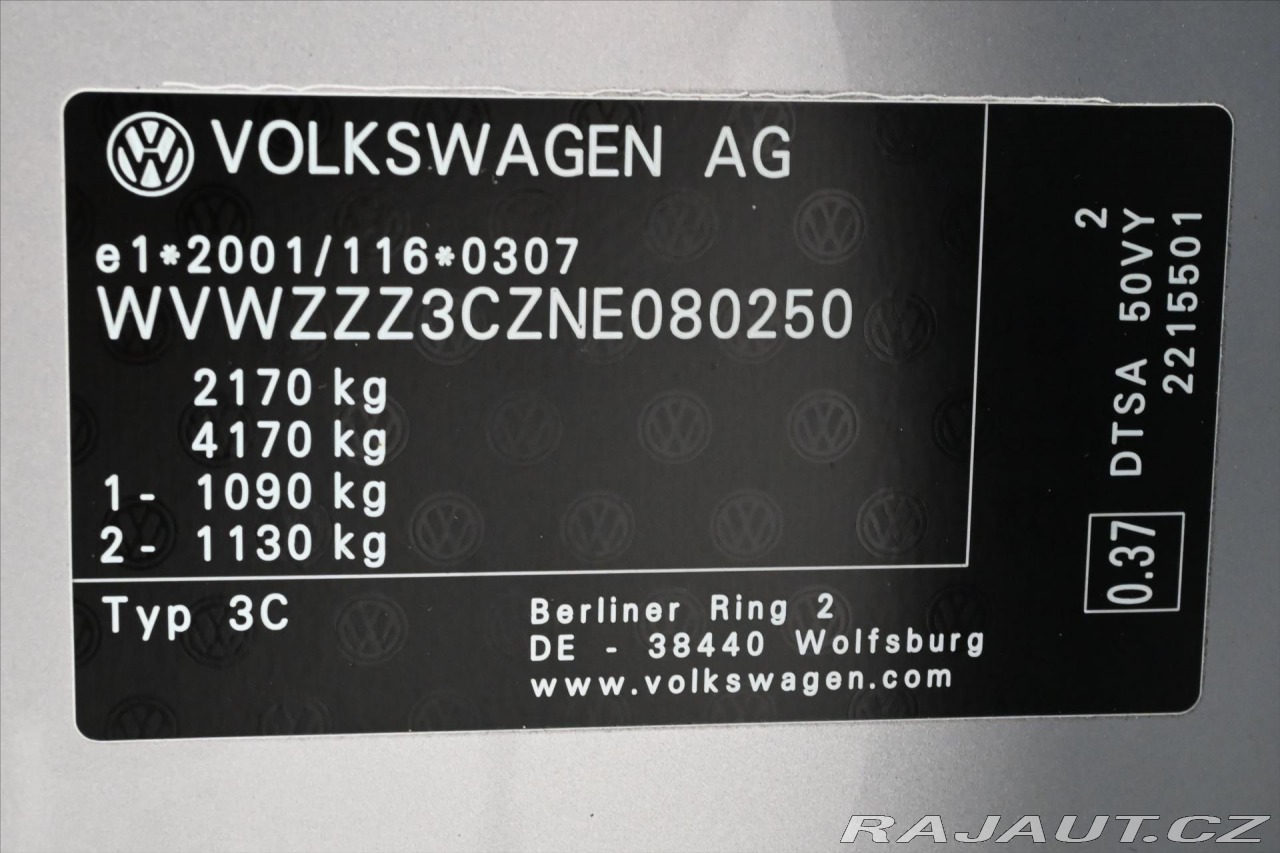 VOLKSWAGEN AG
e1*2001/116*0307
WVWZZZ3CZNE080250
2170 kg
4170 kg
1- 1090 kg
2- 1130 kg
Typ 3C
Berliner Ring 2
DE - 38440 Wolfsburg
www.volkswagen.com
0.37 DTSA 50VY 2
2215501
RAJAUT.CZ